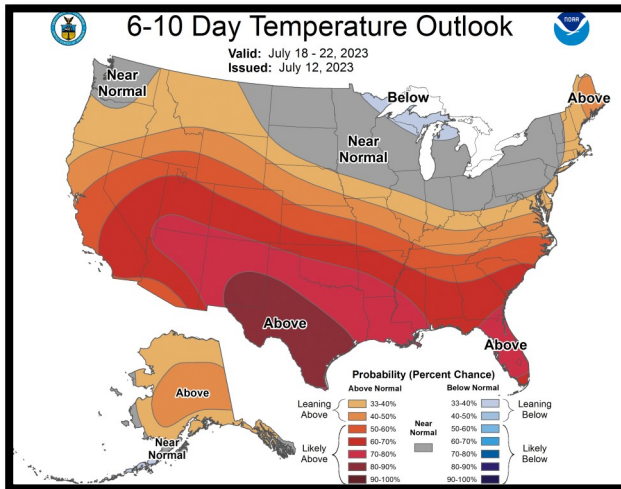 6-10 Day Temperature Outlook
NOAA
Valid: July 18 - 22, 2023
Issued: July 12, 2023
Near
Normal
Below
Above
Near
Normal
Above
Above
Above
Near
Normal
Probability (Percent Chance)
Above Normal
Below Normal
Leaning
Above
33-40%
40-50%
50-60%
60-70%
70-80%
80-90%
90-100%
Likely
Above
Near
Normal
33-40%
40-50%
50-60%
60-70%
70-80%
80-90%
90-100%
Leaning
Below
Likely
Below